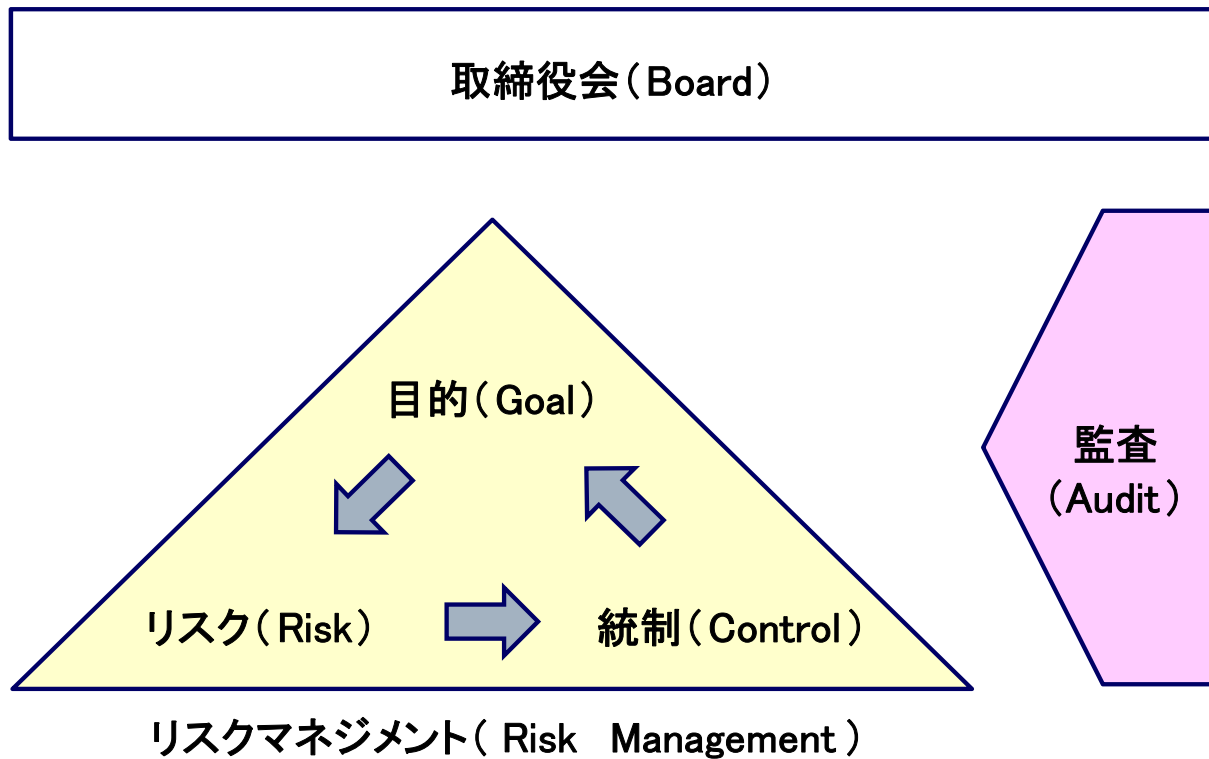 取締役会（Board）
目的（Goal）
監査
（Audit）
リスク（Risk）
統制（Control）
リスクマネジメント（ Risk Management ）